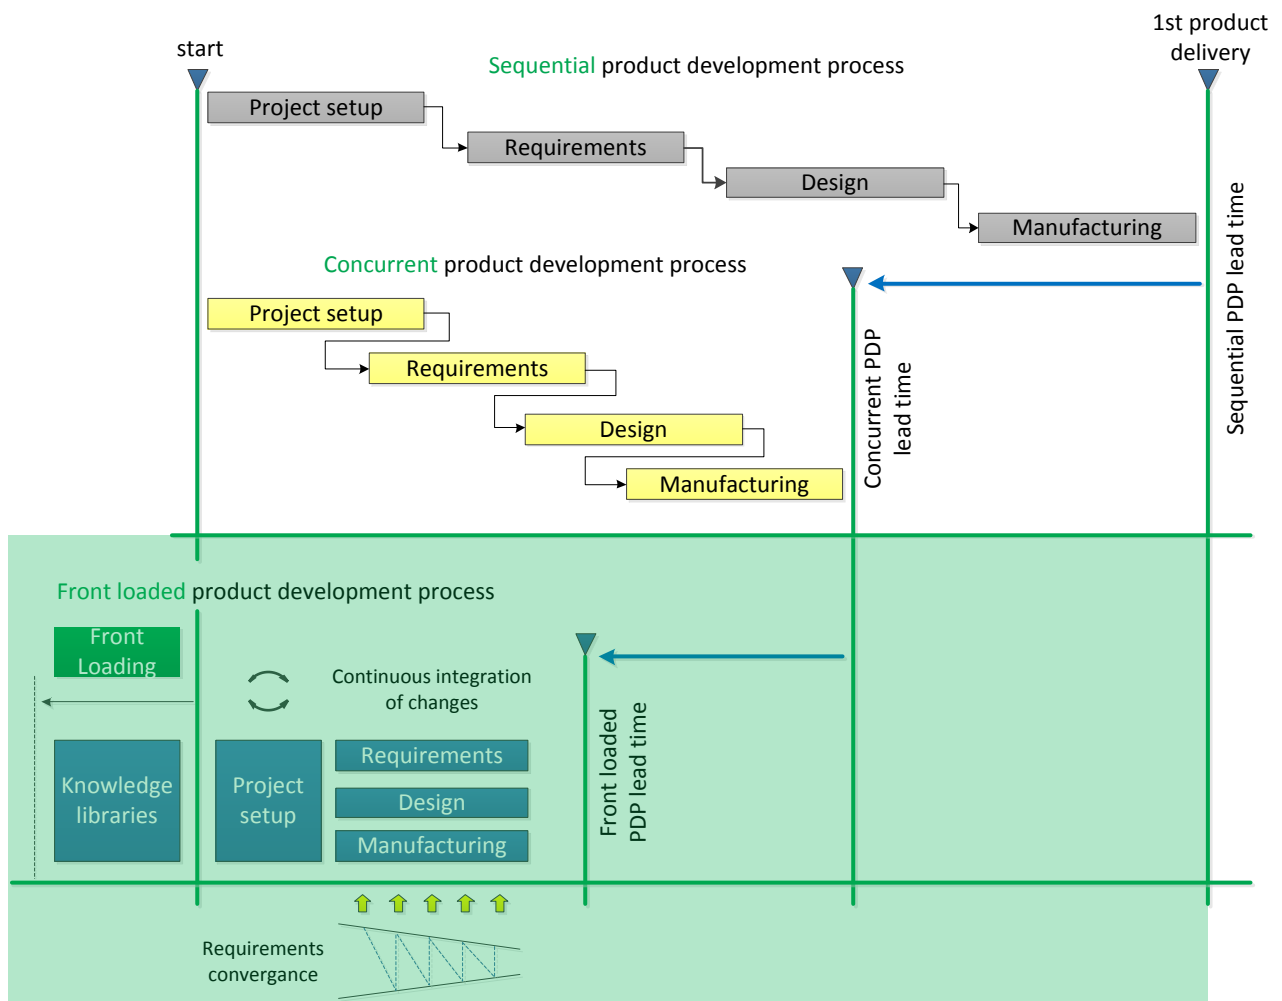 start
1st product
delivery
Sequential product development process
Project setup
Requirements
Design
Manufacturing
Sequential PDP lead time
Concurrent product development process
Project setup
Requirements
Design
Manufacturing
Concurrent PDP
lead time
Front loaded product development process
Front
Loading
Continuous integration
of changes
Knowledge
libraries
Project
setup
Requirements
Design
Manufacturing
Front loaded
PDP lead time
Requirements
convergance